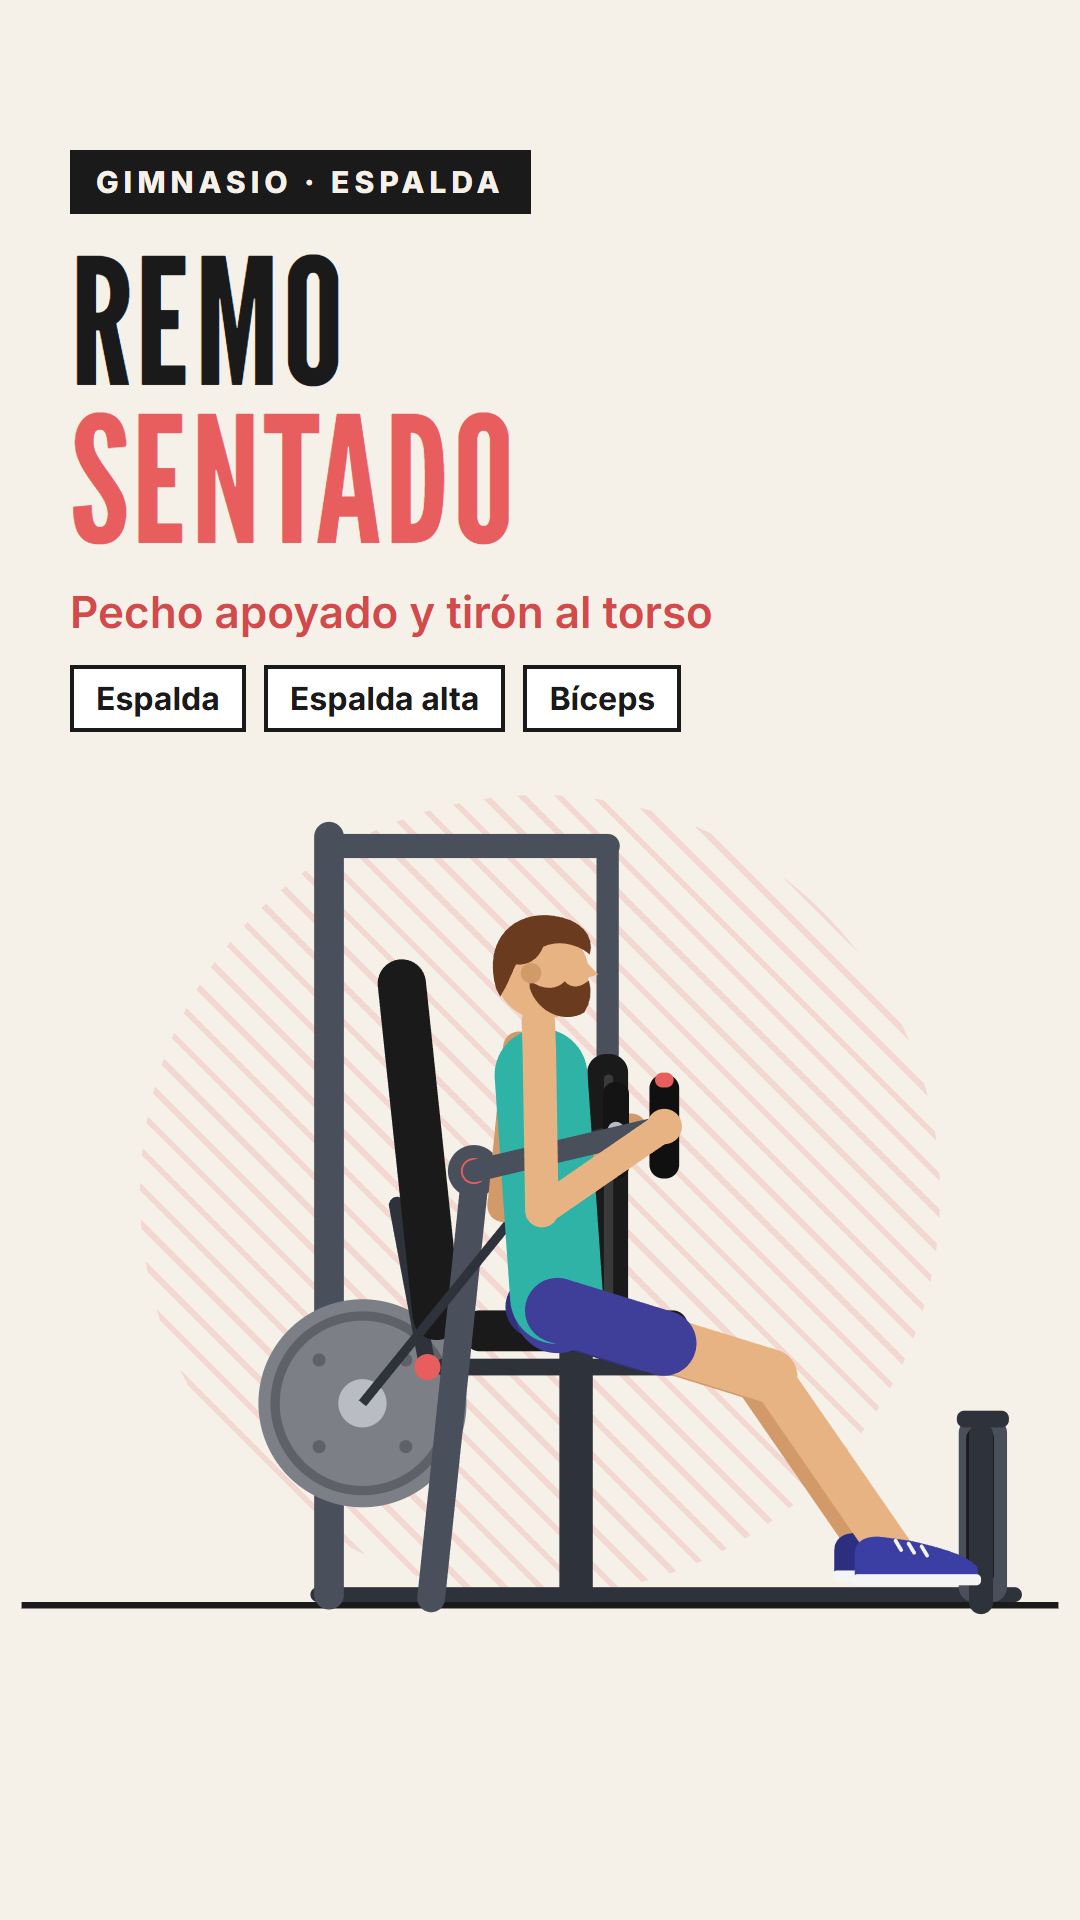 GIMNASIO · ESPALDA
REMO
SENTADO
Pecho apoyado y tirón al torso
Espalda Espalda alta Bíceps